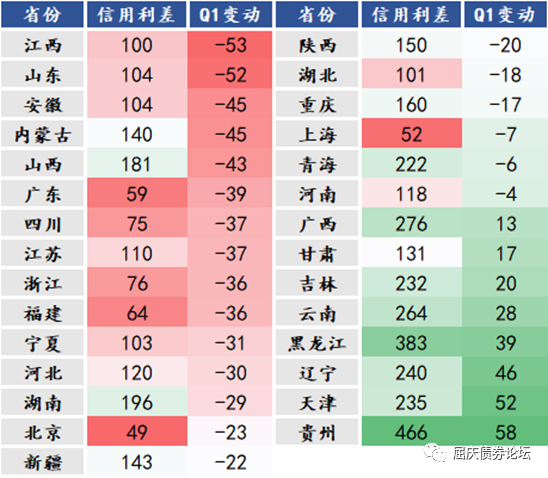 省份 信用利差 Q1变动 省份 信用利差 Q1变动
江西 100 -53 陕西 150 -20
山东 104 -52 湖北 101 -18
安徽 104 -45 重庆 160 -17
内蒙古 140 -45 上海 52 -7
山西 181 -43 青海 222 -6
广东 59 -39 河南 118 -4
四川 75 -37 广西 276 13
江苏 110 -37 甘肃 131 17
浙江 76 -36 吉林 232 20
福建 64 -36 云南 264 28
宁夏 103 -31 黑龙江 383 39
河北 120 -30 辽宁 240 46
湖南 196 -29 天津 235 52
北京 49 -23 贵州 466 58
新疆 143 -22
屈庆债券论坛